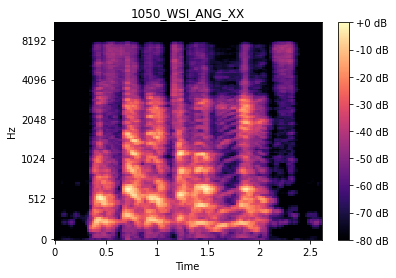 1050_WSI_ANG_XX
Hz
8192
4096
2048
1024
512
0
0
0.5
1
1.5
2
2.5
Time
+0 dB
-10 dB
-20 dB
-30 dB
-40 dB
-50 dB
-60 dB
-70 dB
-80 dB